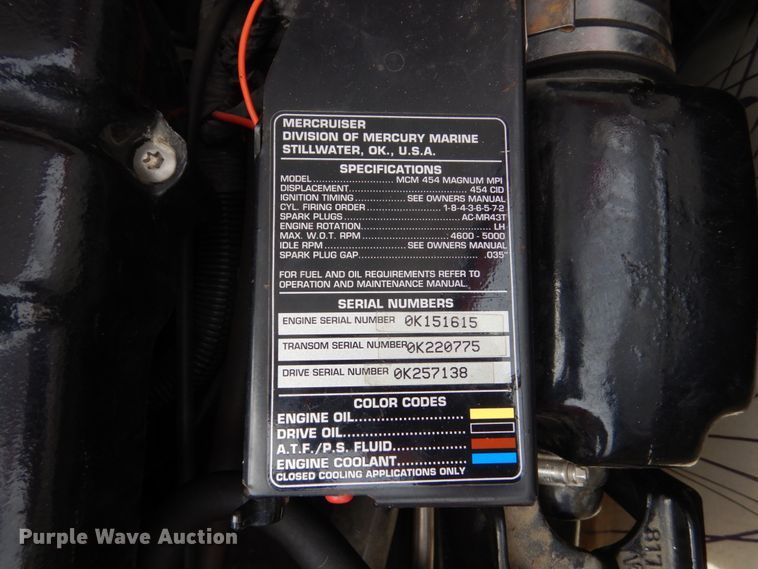 MERCRUISER
DIVISION OF MERCURY MARINE
STILLWATER, OK., U.S.A.
SPECIFICATIONS
MODEL........................ MCM 454 MAGNUM MPI
DISPLACEMENT............................... 454 CID
IGNITION TIMING............... SEE OWNERS MANUAL
CYL. FIRING ORDER..................... 1-8-4-3-6-5-7-2
SPARK PLUGS............................. AC-MR43T
ENGINE ROTATION.................................. LH
MAX. W.O.T. RPM....................... 4600 - 5000
IDLE RPM........................ SEE OWNERS MANUAL
SPARK PLUG GAP............................... .035"
FOR FUEL AND OIL REQUIREMENTS REFER TO
OPERATION AND MAINTENANCE MANUAL.
SERIAL NUMBERS
ENGINE SERIAL NUMBER 0K151615
TRANSOM SERIAL NUMBER 0K220775
DRIVE SERIAL NUMBER 0K257138
COLOR CODES
ENGINE OIL........................
DRIVE OIL..........................
A.T.F./P.S. FLUID................
ENGINE COOLANT..............
CLOSED COOLING APPLICATIONS ONLY
817
Purple Wave Auction